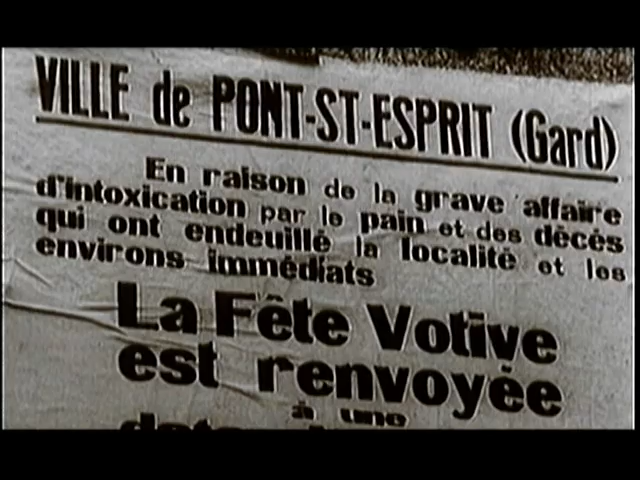 VILLE de PONT-ST-ESPRIT (Gard)
En raison de la grave affaire
d'intoxication par le pain et des décès
qui ont endeuillé la localité et les
environs immédiats
La Fête Votive
est renvoyée
à une